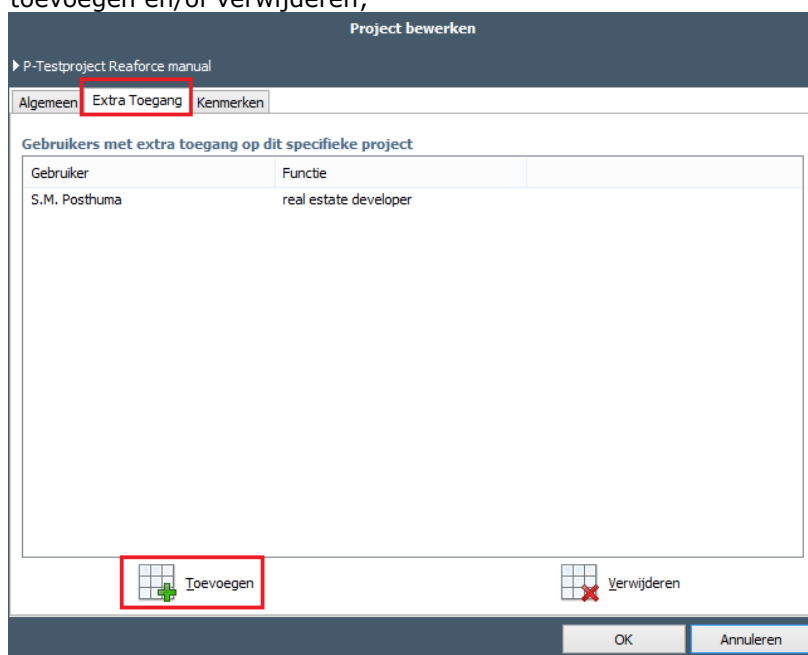 toevoegen en/of verwijderen;
Project bewerken
P-Testproject Reaforce manual
Algemeen Extra Toegang Kenmerken
Gebruikers met extra toegang op dit specifieke project
Gebruiker Functie
S.M. Posthuma real estate developer
Toevoegen Verwijderen
OK Annuleren